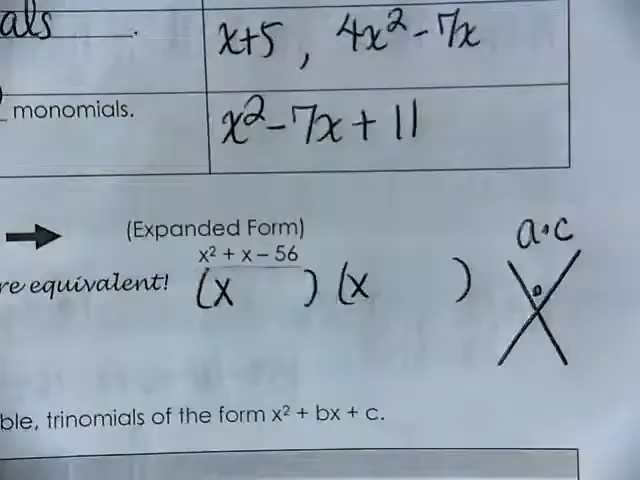 als .
x+5 , 4x² - 7x
monomials.
x² - 7x + 11
(Expanded Form)
x² + x – 56
re equivalent! (x ) (x )
a·c
ble, trinomials of the form x² + bx + c.